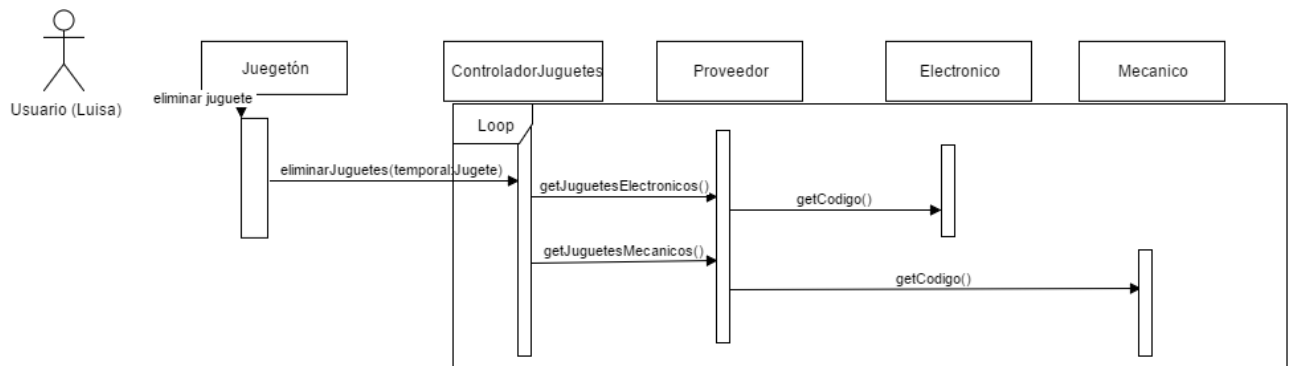 Juegetón
ControladorJuguetes
Proveedor
Electronico
Mecanico
Usuario (Luisa)
eliminar juguete
Loop
eliminarJuguetes(temporal:Jugete)
getJuguetesElectronicos()
getCodigo()
getJuguetesMecanicos()
getCodigo()